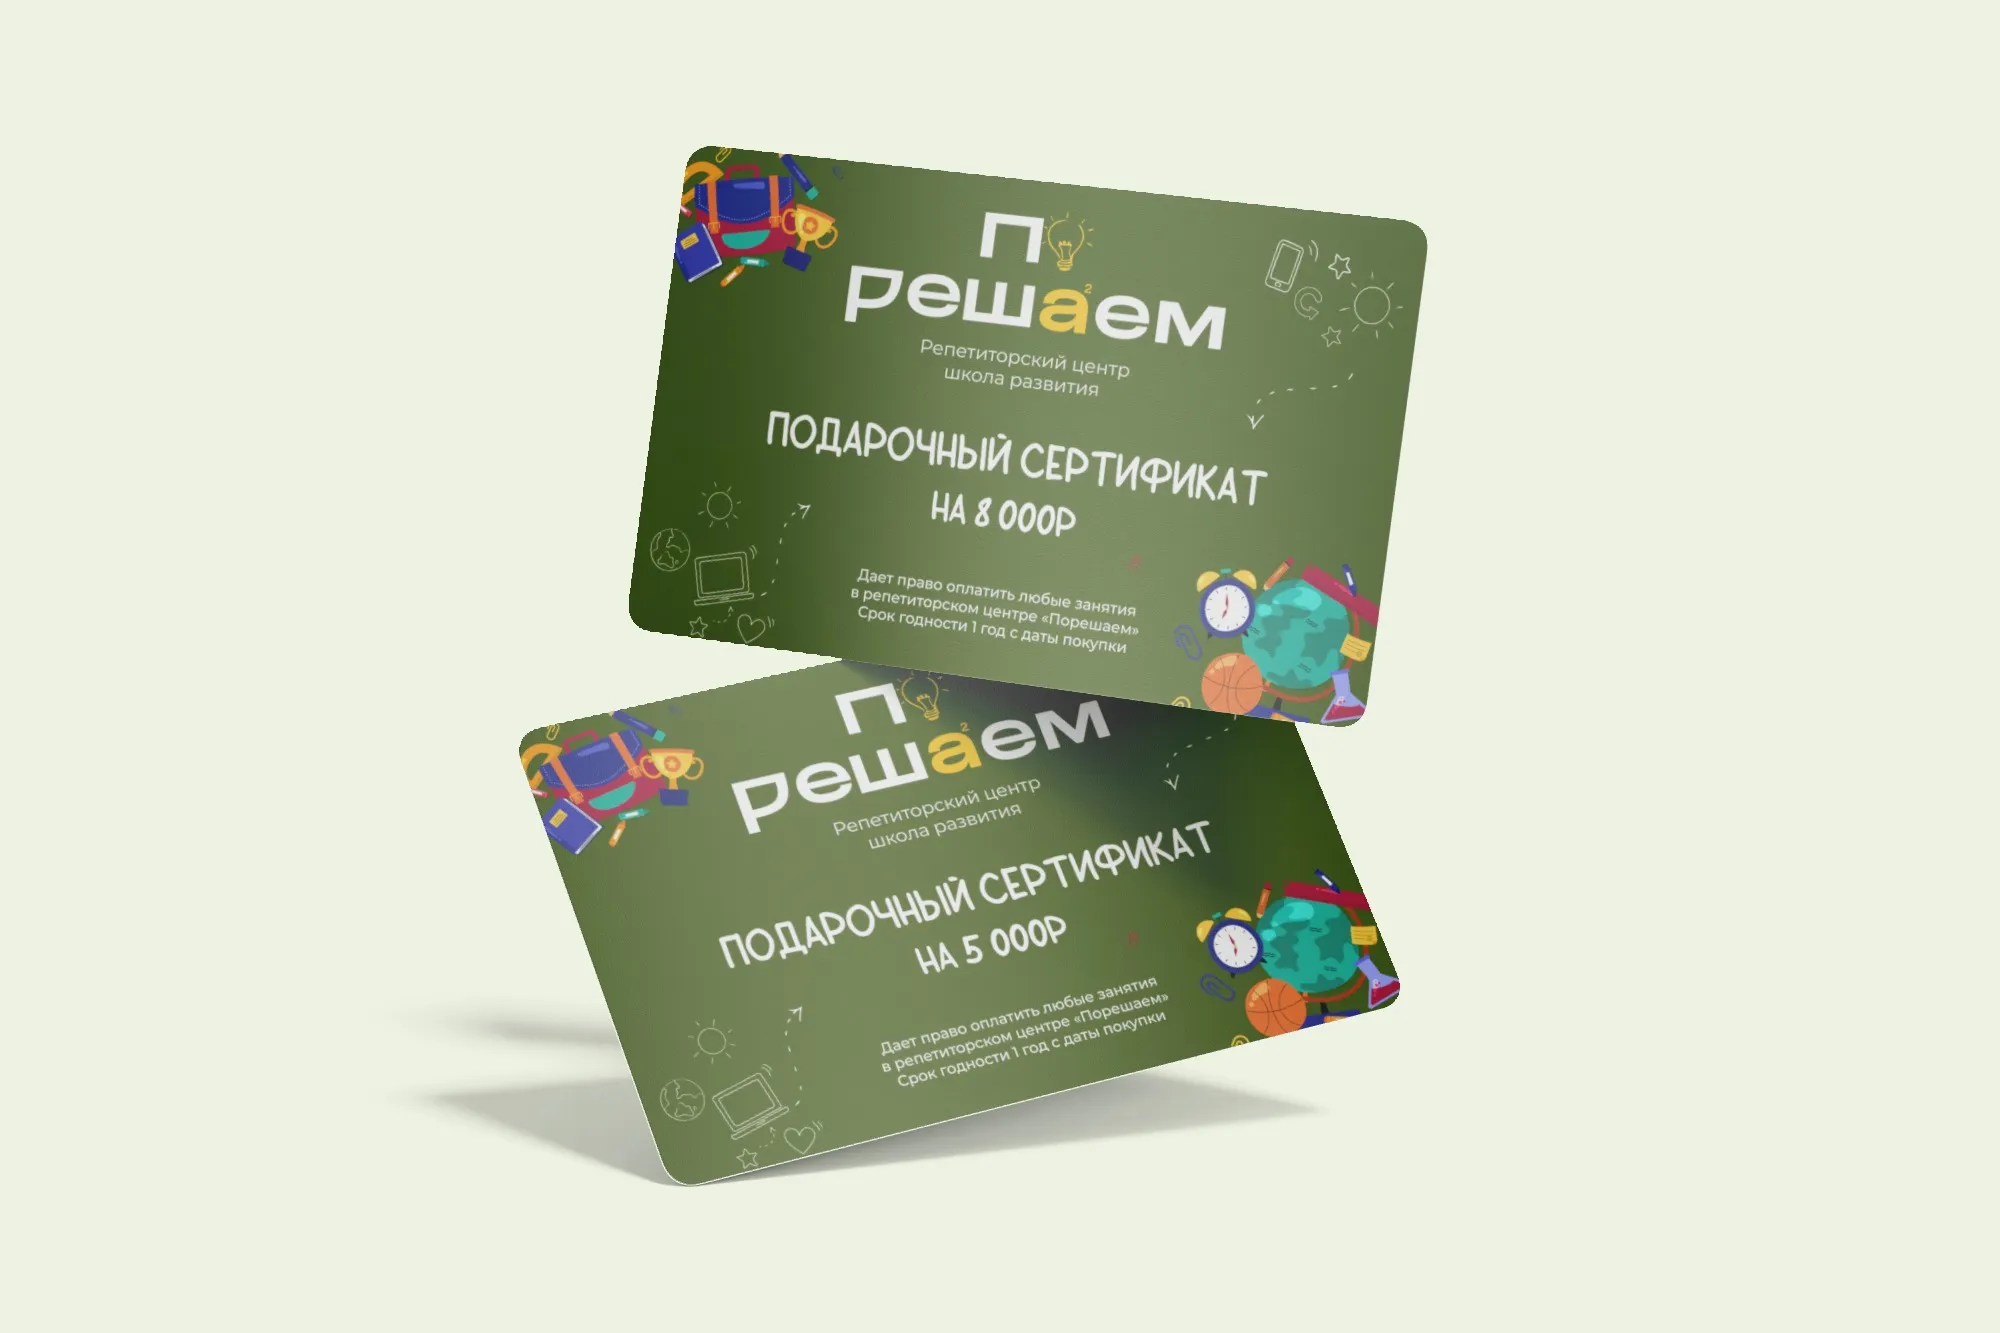 По
решаем²
Репетиторский центр
школа развития
ПОДАРОЧНЫЙ СЕРТИФИКАТ
НА 8 000Р
Дает право оплатить любые занятия
в репетиторском центре «Порешаем»
Срок годности 1 год с даты покупки
По
решаем²
Репетиторский центр
школа развития
ПОДАРОЧНЫЙ СЕРТИФИКАТ
НА 5 000Р
Дает право оплатить любые занятия
в репетиторском центре «Порешаем»
Срок годности 1 год с даты покупки